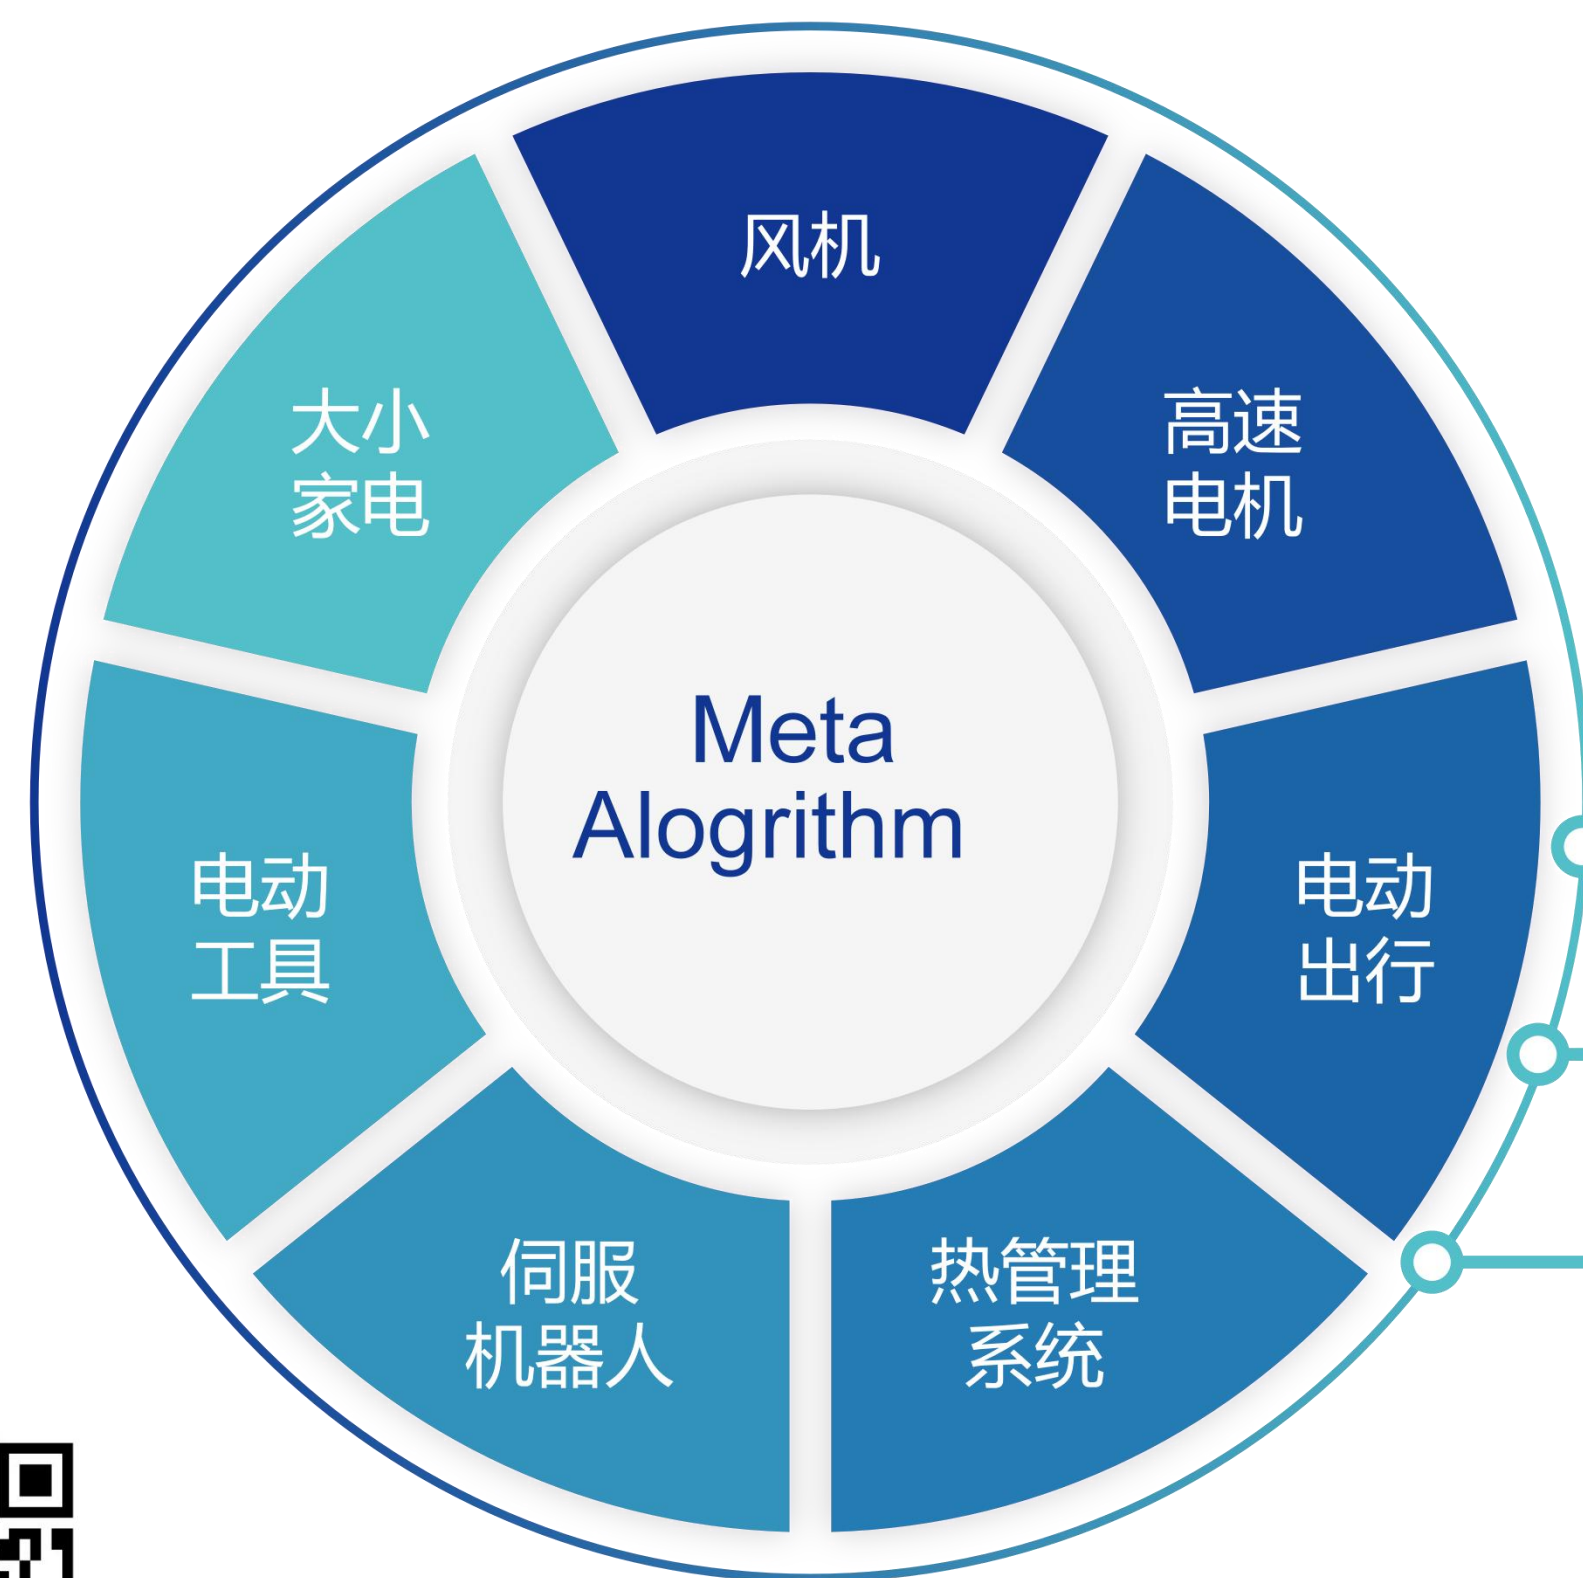 风机
高速
电机
电动
出行
热管理
系统
伺服
机器人
电动
工具
大小
家电
Meta
Alogrithm